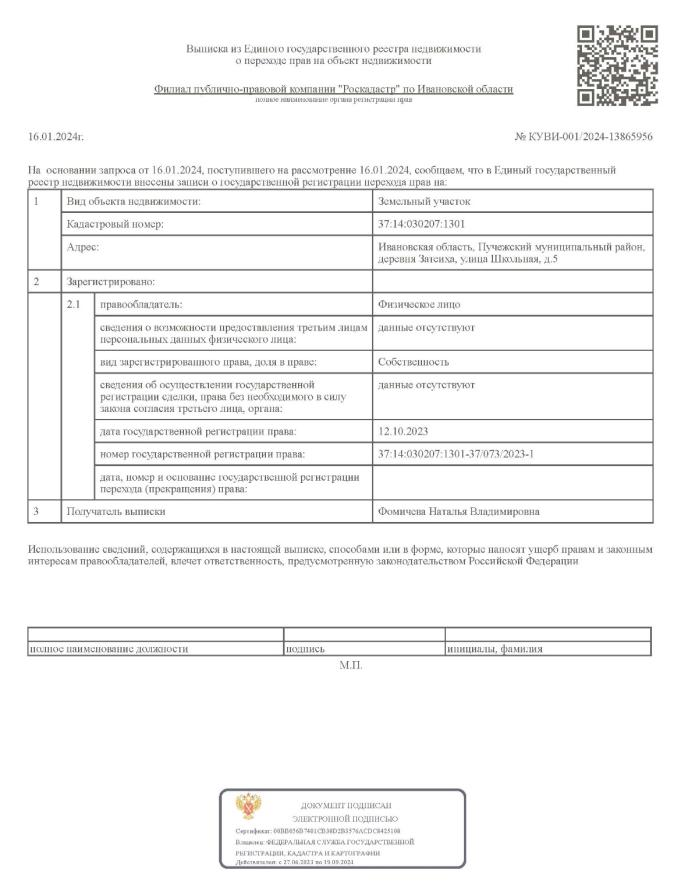 Выписка из Единого государственного реестра недвижимости
о переходе прав на объект недвижимости
Филиал публично-правовой компании "Роскадастр" по Ивановской области
полное наименование органа регистрации прав
16.01.2024г.
№ КУВИ-001/2024-13865956
На основании запроса от 16.01.2024, поступившего на рассмотрение 16.01.2024, сообщаем, что в Единый государственный
реестр недвижимости внесены записи о государственной регистрации перехода прав на:
1 Вид объекта недвижимости: Земельный участок
Кадастровый номер: 37:14:030207:1301
Адрес: Ивановская область, Пучежский муниципальный район,
деревня Затеиха, улица Школьная, д.5
2 Зарегистрировано:
2.1 правообладатель: Физическое лицо
сведения о возможности предоставления третьим лицам данные отсутствуют
персональных данных физического лица:
вид зарегистрированного права, доля в праве: Собственность
сведения об осуществлении государственной данные отсутствуют
регистрации сделки, права без необходимого в силу
закона согласия третьего лица, органа:
дата государственной регистрации права: 12.10.2023
номер государственной регистрации права: 37:14:030207:1301-37/073/2023-1
дата, номер и основание государственной регистрации
перехода (прекращения) права:
3 Получатель выписки Фомичева Наталья Владимировна
Использование сведений, содержащихся в настоящей выписке, способами или в форме, которые наносят ущерб правам и законным
интересам правообладателей, влечет ответственность, предусмотренную законодательством Российской Федерации
полное наименование должности подпись инициалы, фамилия
М.П.
ДОКУМЕНТ ПОДПИСАН
ЭЛЕКТРОННОЙ ПОДПИСЬЮ
Сертификат:
Владелец: ФЕДЕРАЛЬНАЯ СЛУЖБА ГОСУДАРСТВЕННОЙ
РЕГИСТРАЦИИ, КАДАСТРА И КАРТОГРАФИИ
Действителен: с 27.06.2023 по 19.09.2024